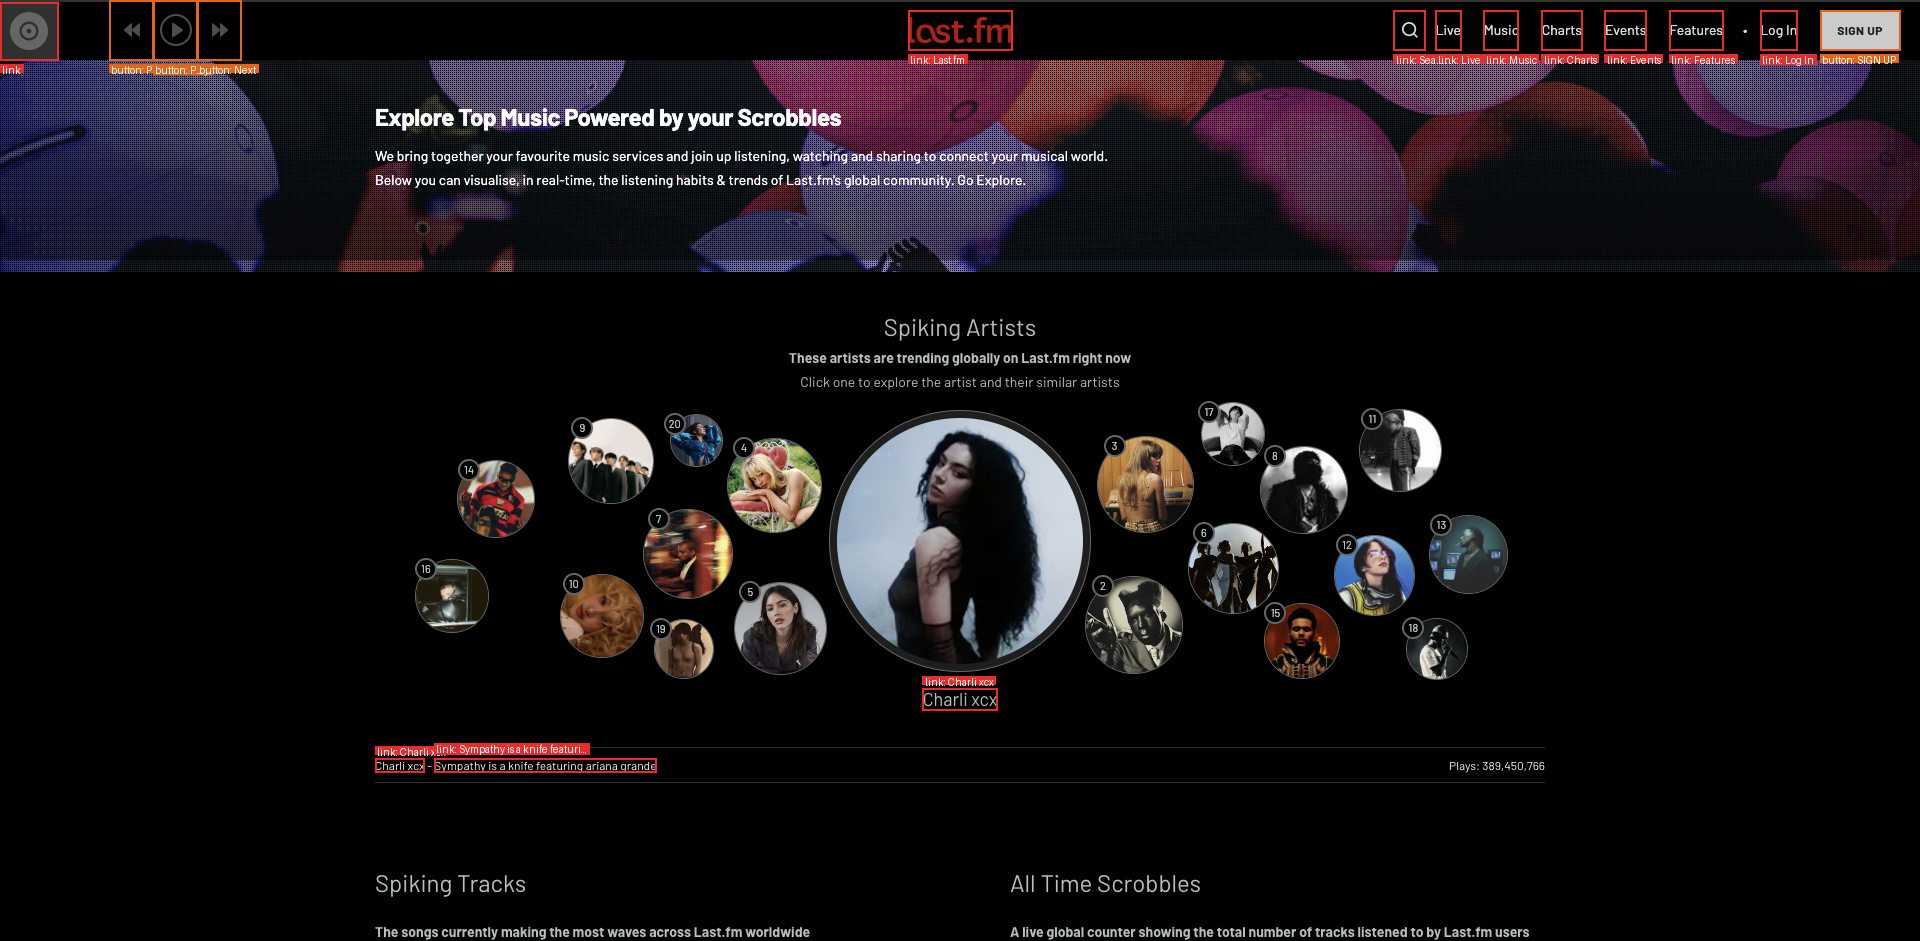 last.fm
Live
Music
Charts
Events
Features
•
Log In
SIGN UP
link
button: P
button: P
button: Next
link: Last.fm
link: Sea
link: Live
link: Music
link: Charts
link: Events
link: Features
link: Log In
button: SIGN UP
Explore Top Music Powered by your Scrobbles
We bring together your favourite music services and join up listening, watching and sharing to connect your musical world.
Below you can visualise, in real-time, the listening habits & trends of Last.fm's global community. Go Explore.
Spiking Artists
These artists are trending globally on Last.fm right now
Click one to explore the artist and their similar artists
17
11
9
20
4
3
8
14
7
6
13
12
16
10
5
2
15
19
18
link: Charli xcx
Charli xcx
link: Charli x
link: Sympathy is a knife featuri...
Charli xcx - Sympathy is a knife featuring ariana grande
Plays: 389,450,766
Spiking Tracks
All Time Scrobbles
The songs currently making the most waves across Last.fm worldwide
A live global counter showing the total number of tracks listened to by Last.fm users